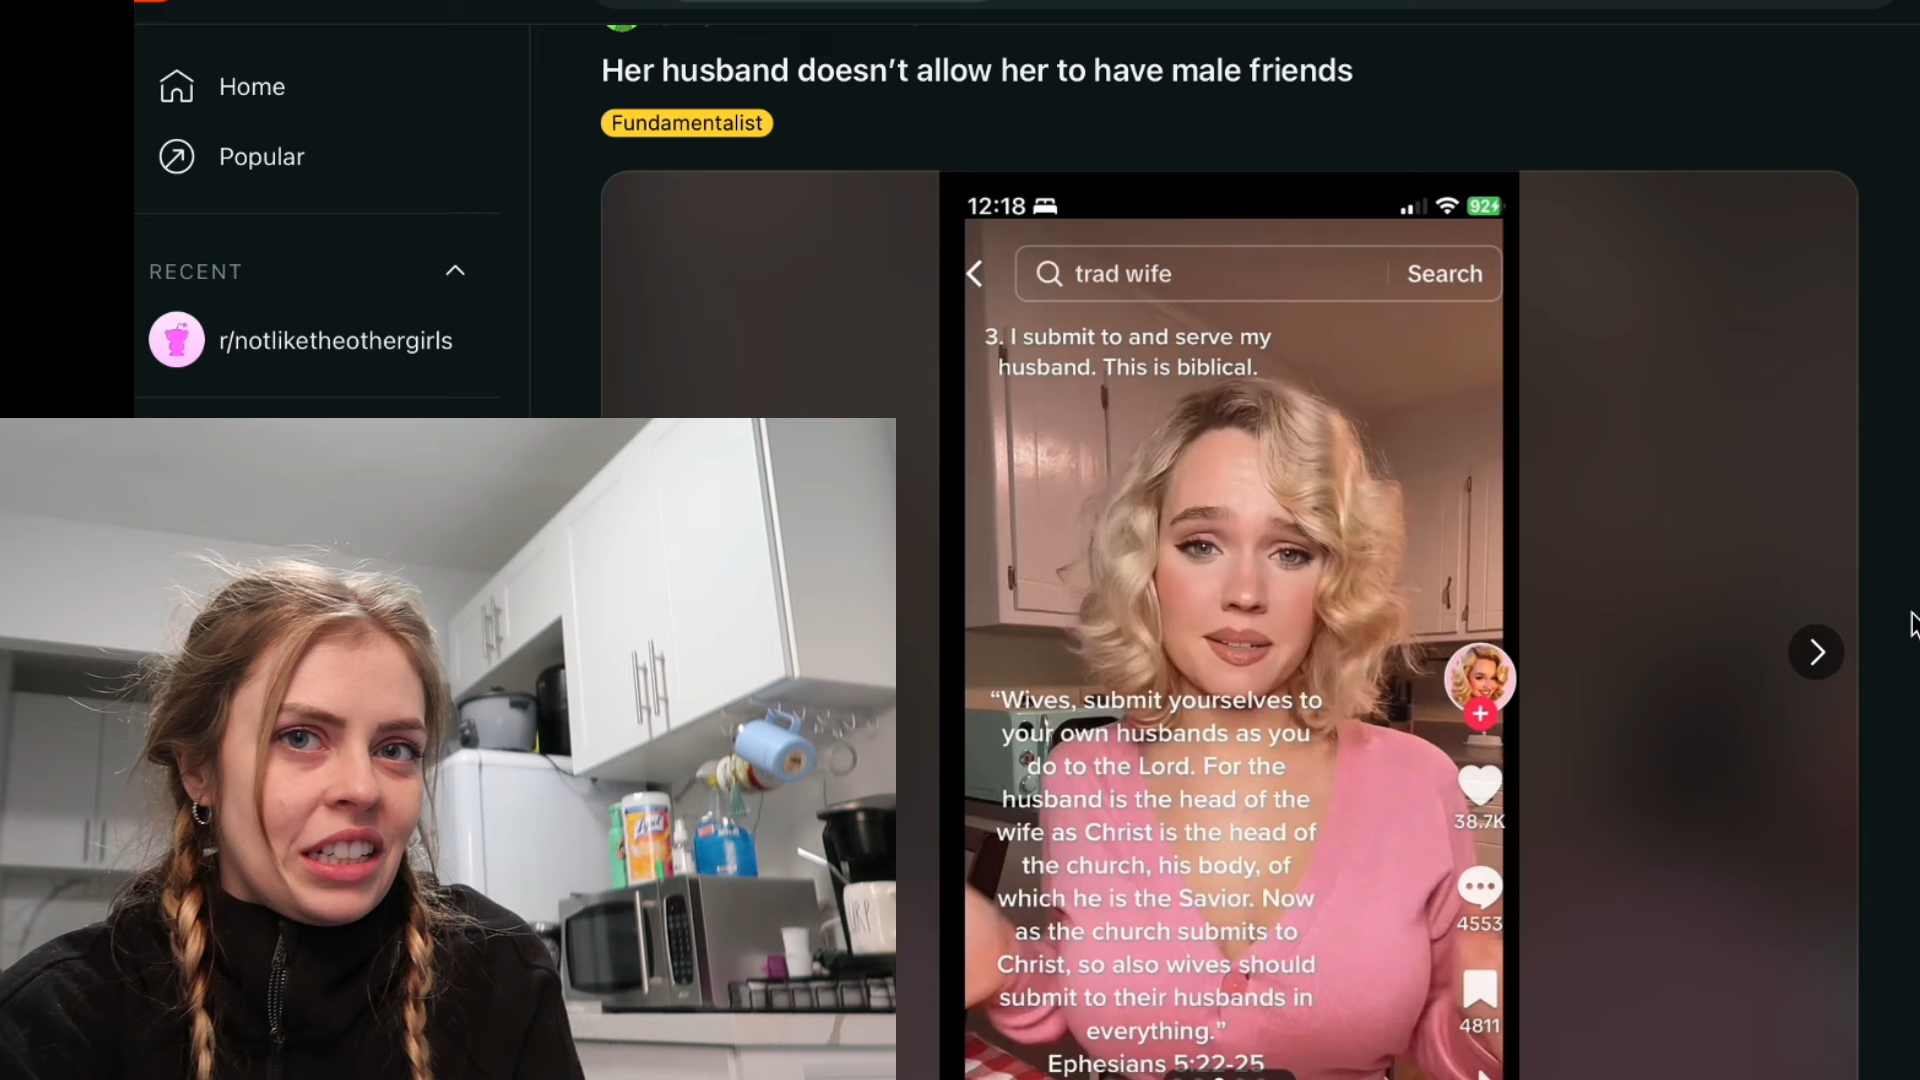 Home
Popular
RECENT
r/notliketheothergirls
Her husband doesn't allow her to have male friends
Fundamentalist
12:18
92
trad wife
Search
3. I submit to and serve my
husband. This is biblical.
"Wives, submit yourselves to
your own husbands as you
do to the Lord. For the
husband is the head of the
wife as Christ is the head of
the church, his body, of
which he is the Savior. Now
as the church submits to
Christ, so also wives should
submit to their husbands in
everything."
Ephesians 5:22-25
38.7K
4553
4811
Lysol